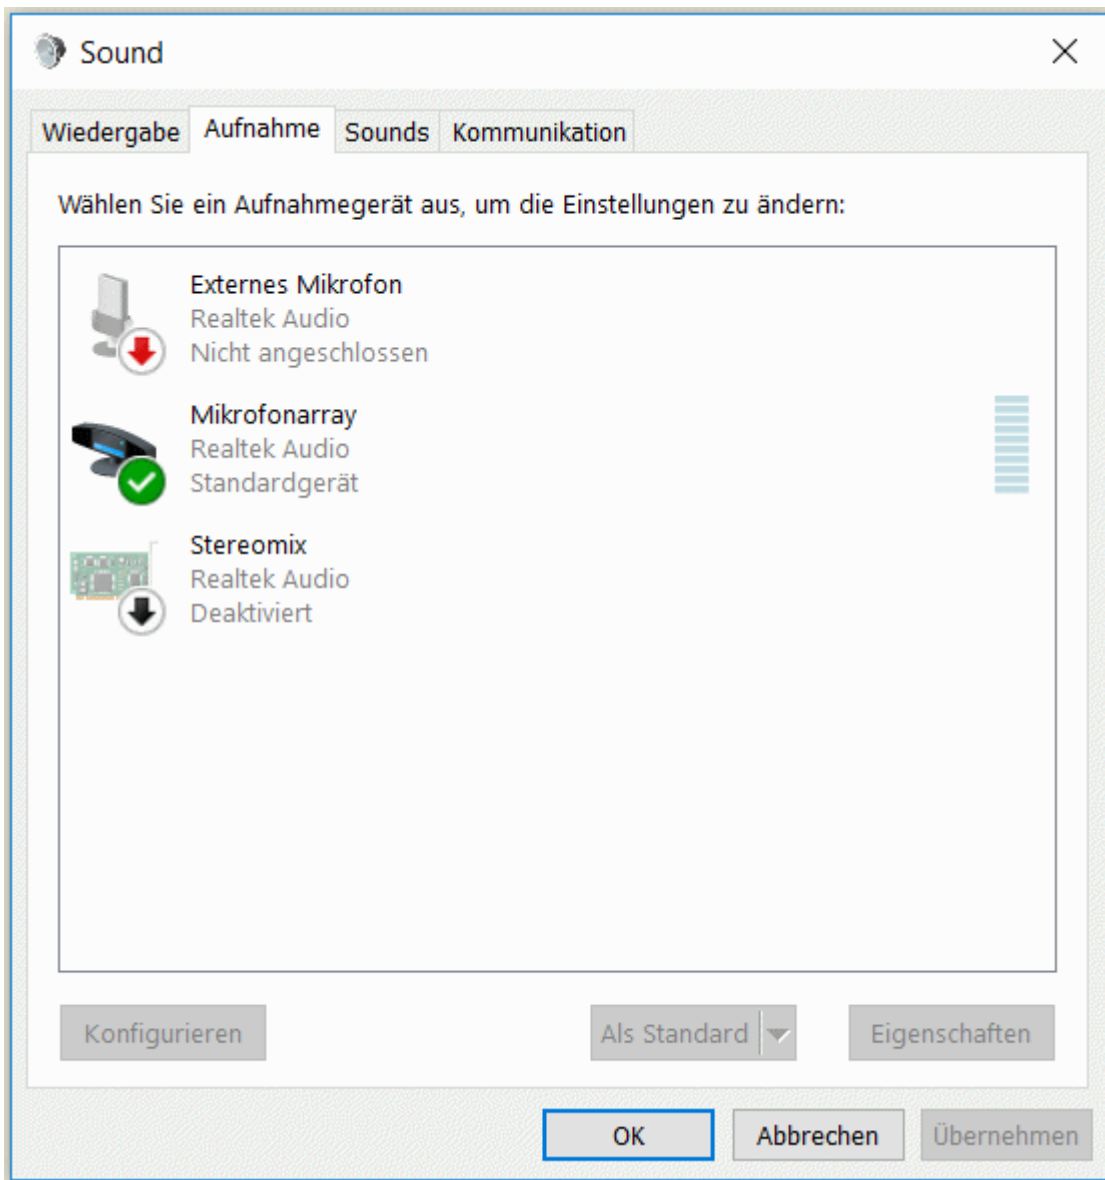 Sound
Wiedergabe Aufnahme Sounds Kommunikation
Wählen Sie ein Aufnahmegerät aus, um die Einstellungen zu ändern:
Externes Mikrofon
Realtek Audio
Nicht angeschlossen
Mikrofonarray
Realtek Audio
Standardgerät
Stereomix
Realtek Audio
Deaktiviert
Konfigurieren Als Standard Eigenschaften
OK Abbrechen Übernehmen